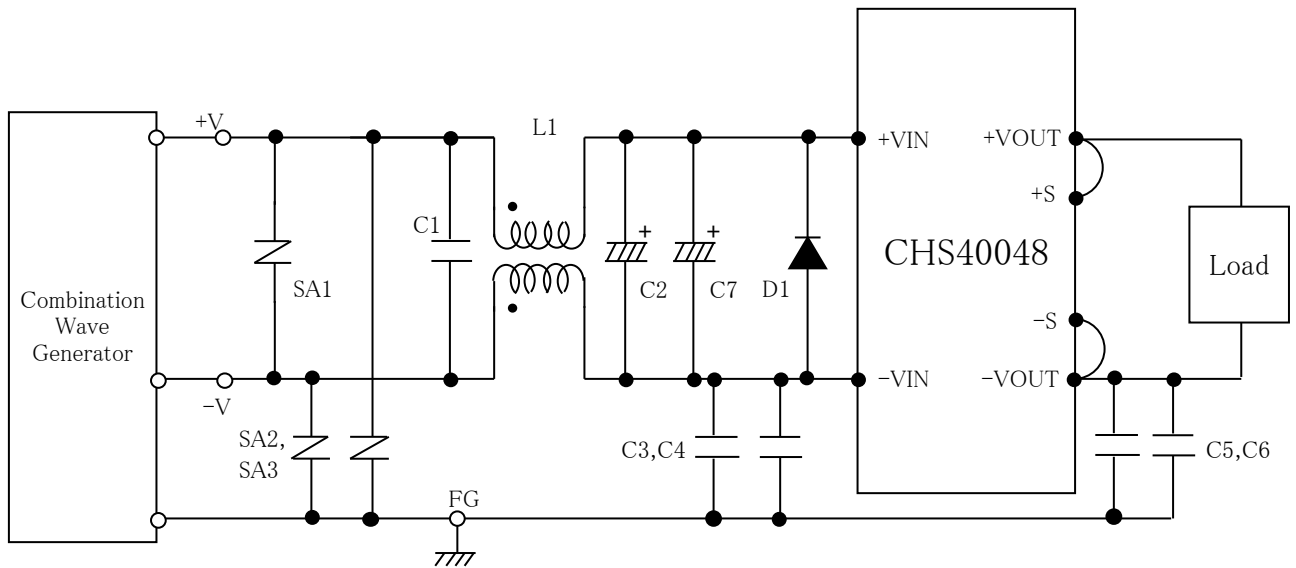 +V
L1
+VIN
+VOUT
+S
C1
+
+
CHS40048
Load
Combination
Wave
Generator
SA1
C2
C7
D1
−S
−V
−VIN
−VOUT
SA2,
SA3
C3,C4
C5,C6
FG